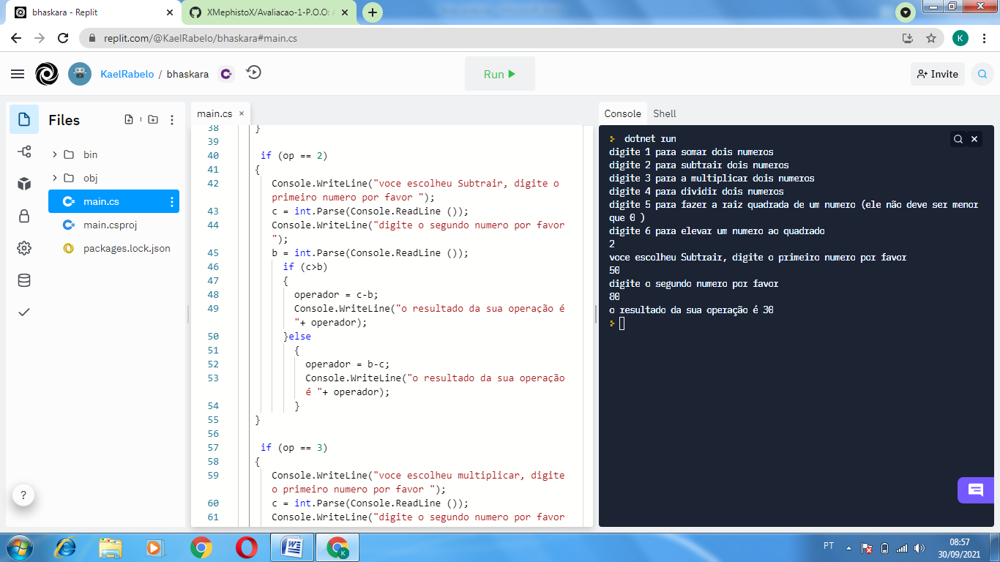 bhaskara - Replit
XMephistoX/Avaliacao-1-P.O.O:
replit.com/@KaelRabelo/bhaskara#main.cs
K
KaelRabelo / bhaskara
Run
Invite
Files
bin
obj
main.cs
main.csproj
packages.lock.json
?
main.cs ×
38 }
39
40 if (op == 2)
41 {
42 Console.WriteLine("voce escolheu Subtrair, digite o
primeiro numero por favor ");
43 c = int.Parse(Console.ReadLine ());
44 Console.WriteLine("digite o segundo numero por favor
");
45 b = int.Parse(Console.ReadLine ());
46 if (c>b)
47 {
48 operador = c-b;
49 Console.WriteLine("o resultado da sua operação é
"+ operador);
50 }else
51 {
52 operador = b-c;
53 Console.WriteLine("o resultado da sua operação
é "+ operador);
54 }
55 }
56
57 if (op == 3)
58 {
59 Console.WriteLine("voce escolheu multiplicar, digite
o primeiro numero por favor ");
60 c = int.Parse(Console.ReadLine ());
61 Console.WriteLine("digite o segundo numero por favor
Console Shell
dotnet run
digite 1 para somar dois numeros
digite 2 para subtrair dois numeros
digite 3 para a multiplicar dois numeros
digite 4 para dividir dois numeros
digite 5 para fazer a raiz quadrada de um numero (ele não deve ser menor
que 0 )
digite 6 para elevar um numero ao quadrado
2
voce escolheu Subtrair, digite o primeiro numero por favor
50
digite o segundo numero por favor
80
o resultado da sua operação é 30
PT
08:57
30/09/2021